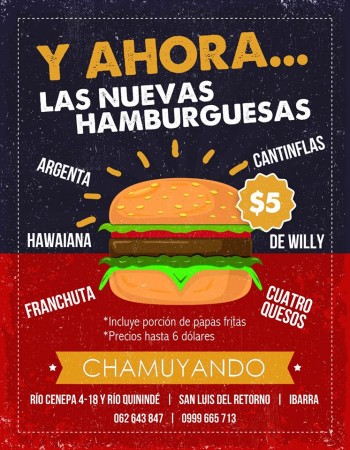 Y AHORA...
LAS NUEVAS
HAMBURGUESAS
ARGENTA
CANTINFLAS
$5
HAWAIANA
DE WILLY
FRANCHUTA
CUATRO
QUESOS
*Incluye porción de papas fritas
*Precios hasta 6 dólares
CHAMUYANDO
RÍO CENEPA 4-18 Y RÍO QUININDÉ | SAN LUIS DEL RETORNO | IBARRA
062 643 847 | 0999 665 713